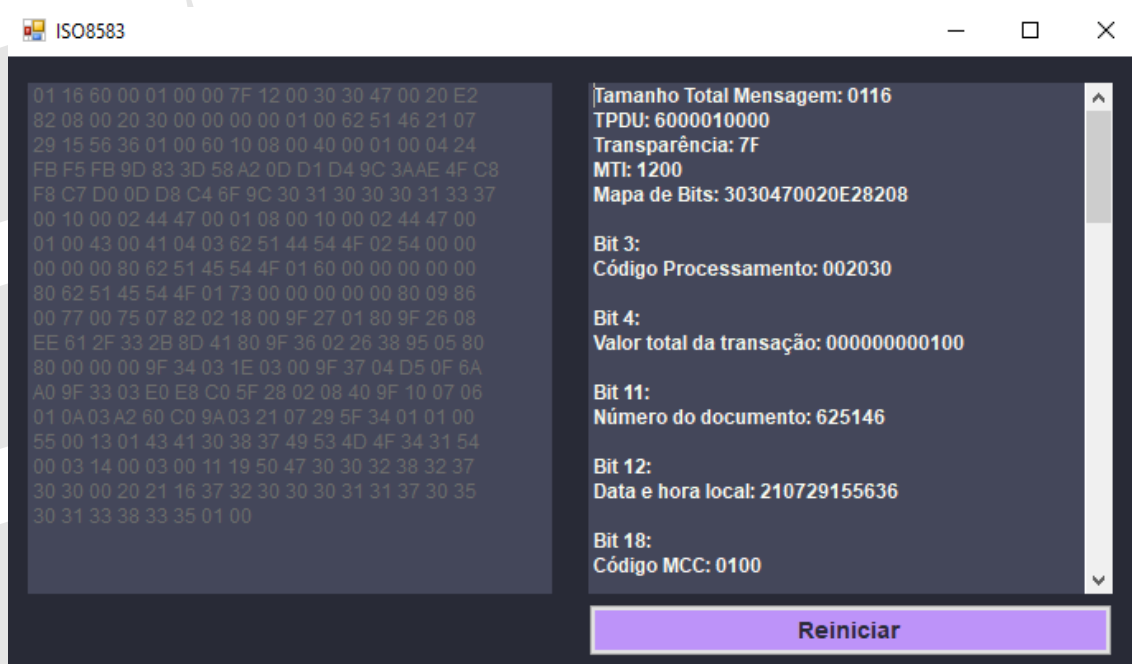 ISO8583
01 16 60 00 01 00 00 7F 12 00 30 30 47 00 20 E2
82 08 00 20 30 00 00 00 00 01 00 62 51 46 21 07
29 15 56 36 01 00 60 10 08 00 40 00 01 00 04 24
FB F5 FB 9D 83 3D 58 A2 0D D1 D4 9C 3AAE 4F C8
F8 C7 D0 0D D8 C4 6F 9C 30 31 30 30 30 31 33 37
00 10 00 02 44 47 00 01 08 00 10 00 02 44 47 00
01 00 43 00 41 04 03 62 51 44 54 4F 02 54 00 00
00 00 00 80 62 51 45 54 4F 01 60 00 00 00 00 00
80 62 51 45 54 4F 01 73 00 00 00 00 00 80 09 86
00 77 00 75 07 82 02 18 00 9F 27 01 80 9F 26 08
EE 61 2F 33 2B 8D 41 80 9F 36 02 26 38 95 05 80
80 00 00 00 9F 34 03 1E 03 00 9F 37 04 D5 0F 6A
A0 9F 33 03 E0 E8 C0 5F 28 02 08 40 9F 10 07 06
01 0A 03 A2 60 C0 9A 03 21 07 29 5F 34 01 01 00
55 00 13 01 43 41 30 38 37 49 53 4D 4F 34 31 54
00 03 14 00 03 00 11 19 50 47 30 30 32 38 32 37
30 30 00 20 21 16 37 32 30 30 30 31 31 37 30 35
30 31 33 38 33 35 01 00
Tamanho Total Mensagem: 0116
TPDU: 6000010000
Transparência: 7F
MTI: 1200
Mapa de Bits: 3030470020E28208
Bit 3:
Código Processamento: 002030
Bit 4:
Valor total da transação: 000000000100
Bit 11:
Número do documento: 625146
Bit 12:
Data e hora local: 210729155636
Bit 18:
Código MCC: 0100
Reiniciar